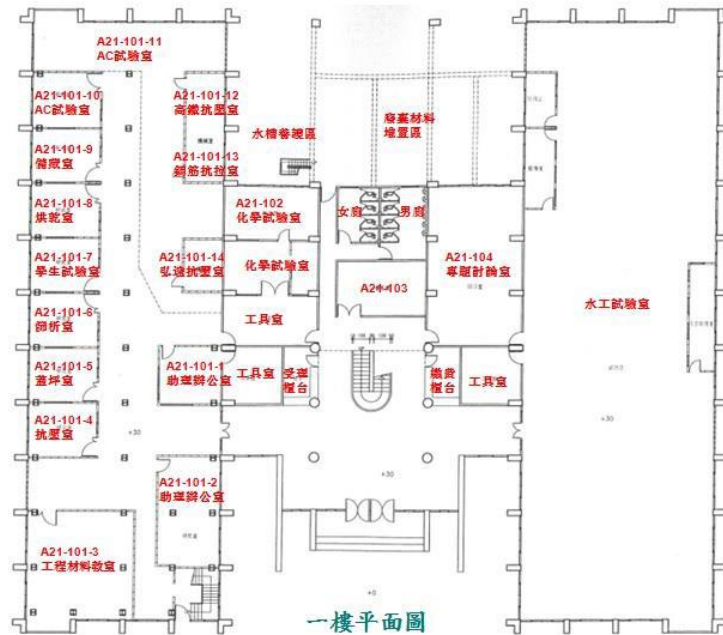 A21-101-11
AC試驗室
A21-101-10
AC試驗室
A21-101-12
高鐵抗壓室
A21-101-9
儲藏室
A21-101-13
鋼筋抗拉室
水槽養護區
廢棄材料
堆置區
A21-101-8
烘乾室
A21-102
化學試驗室
女廁
男廁
A21-101-7
學生試驗室
A21-101-14
弘達抗壓室
化學試驗室
A21-104
專題討論室
A21-103
A21-101-6
篩析室
工具室
水工試驗室
A21-101-5
蓋坪室
A21-101-1
助理辦公室
工具室
受理
櫃台
繳費
櫃台
工具室
A21-101-4
抗壓室
+30
+30
+30
A21-101-2
助理辦公室
A21-101-3
工程材料教室
+0
一樓平面圖